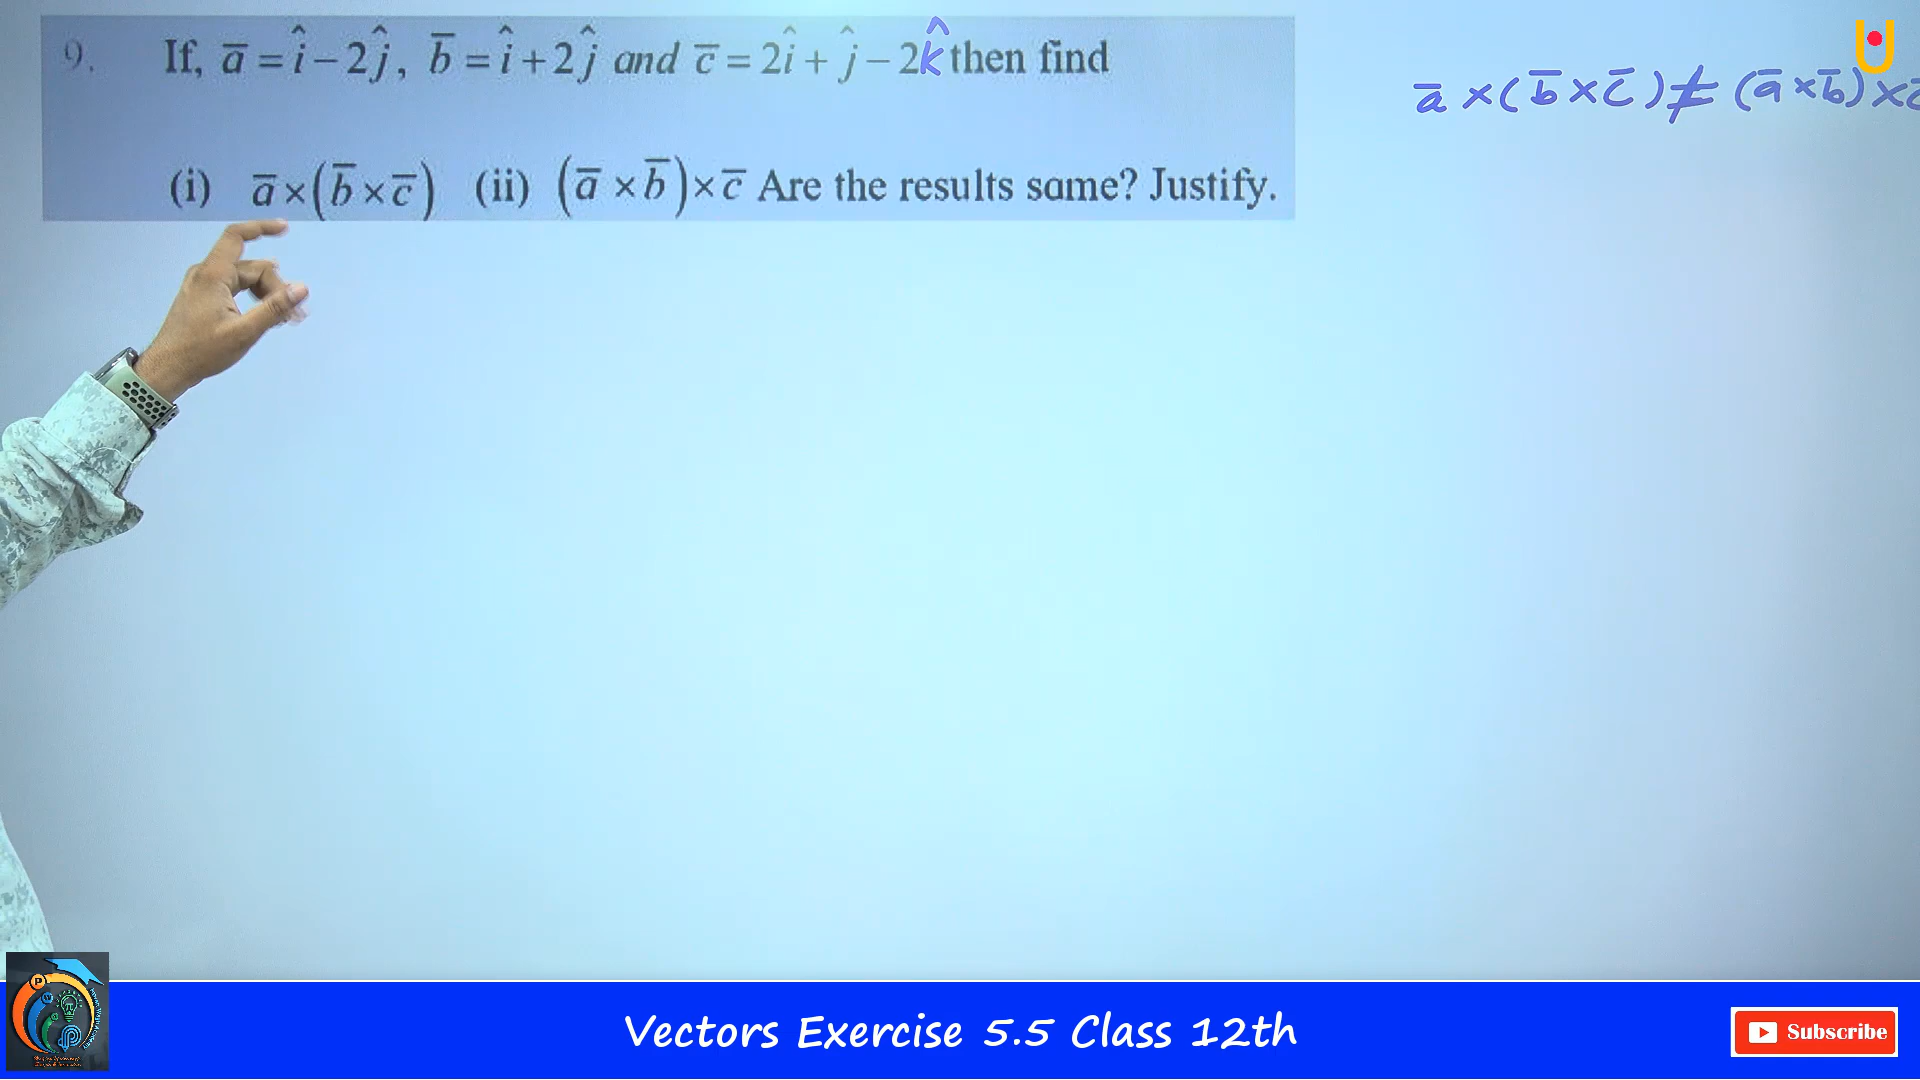 9. If, a̅ = î − 2ĵ, b̅ = î + 2ĵ and c̅ = 2î + ĵ − 2k̂ then find
a̅ × (b̅ × c̅) ≠ (a̅ × b̅) × c̅
(i) a̅ × (b̅ × c̅) (ii) (a̅ × b̅) × c̅ Are the results same? Justify.
Vectors Exercise 5.5 Class 12th
Subscribe